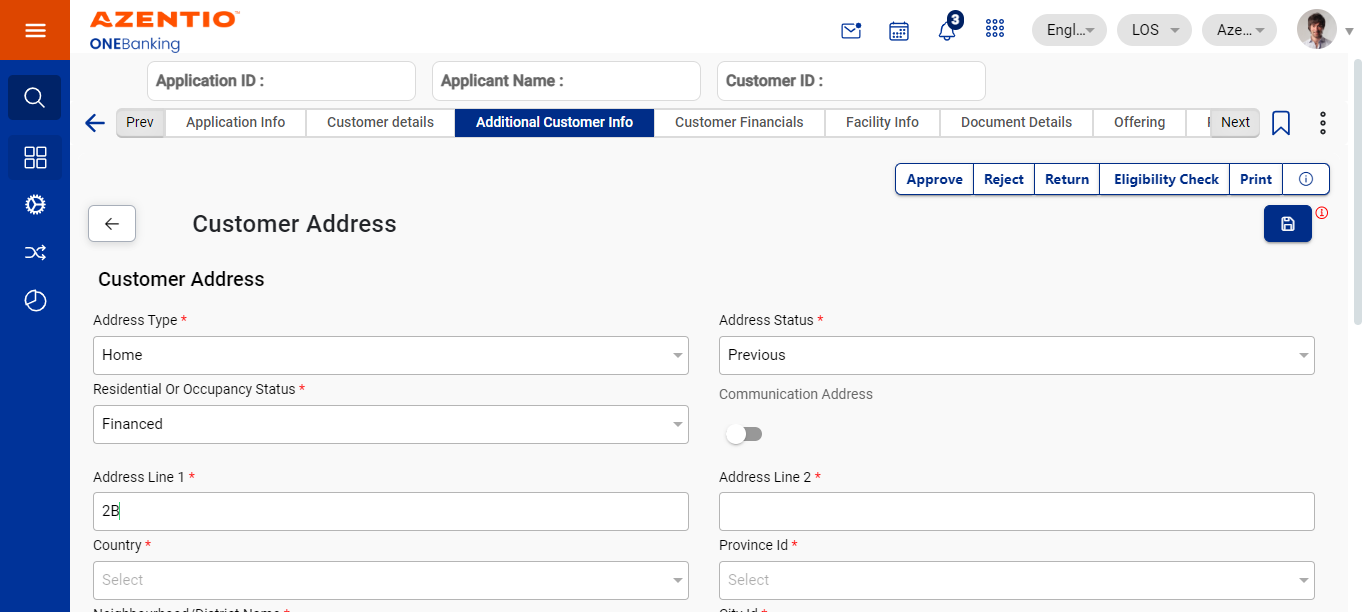 AZENTIO
ONEBanking
3
Engl...
LOS
Aze...
Application ID :
Applicant Name :
Customer ID :
Prev
Application Info
Customer details
Additional Customer Info
Customer Financials
Facility Info
Document Details
Offering
Next
Approve
Reject
Return
Eligibility Check
Print
Customer Address
Customer Address
Address Type *
Address Status *
Home
Previous
Residential Or Occupancy Status *
Communication Address
Financed
Address Line 1 *
Address Line 2 *
2B
Country *
Province Id *
Select
Select
Neighbourhood/District Name *
City Id *